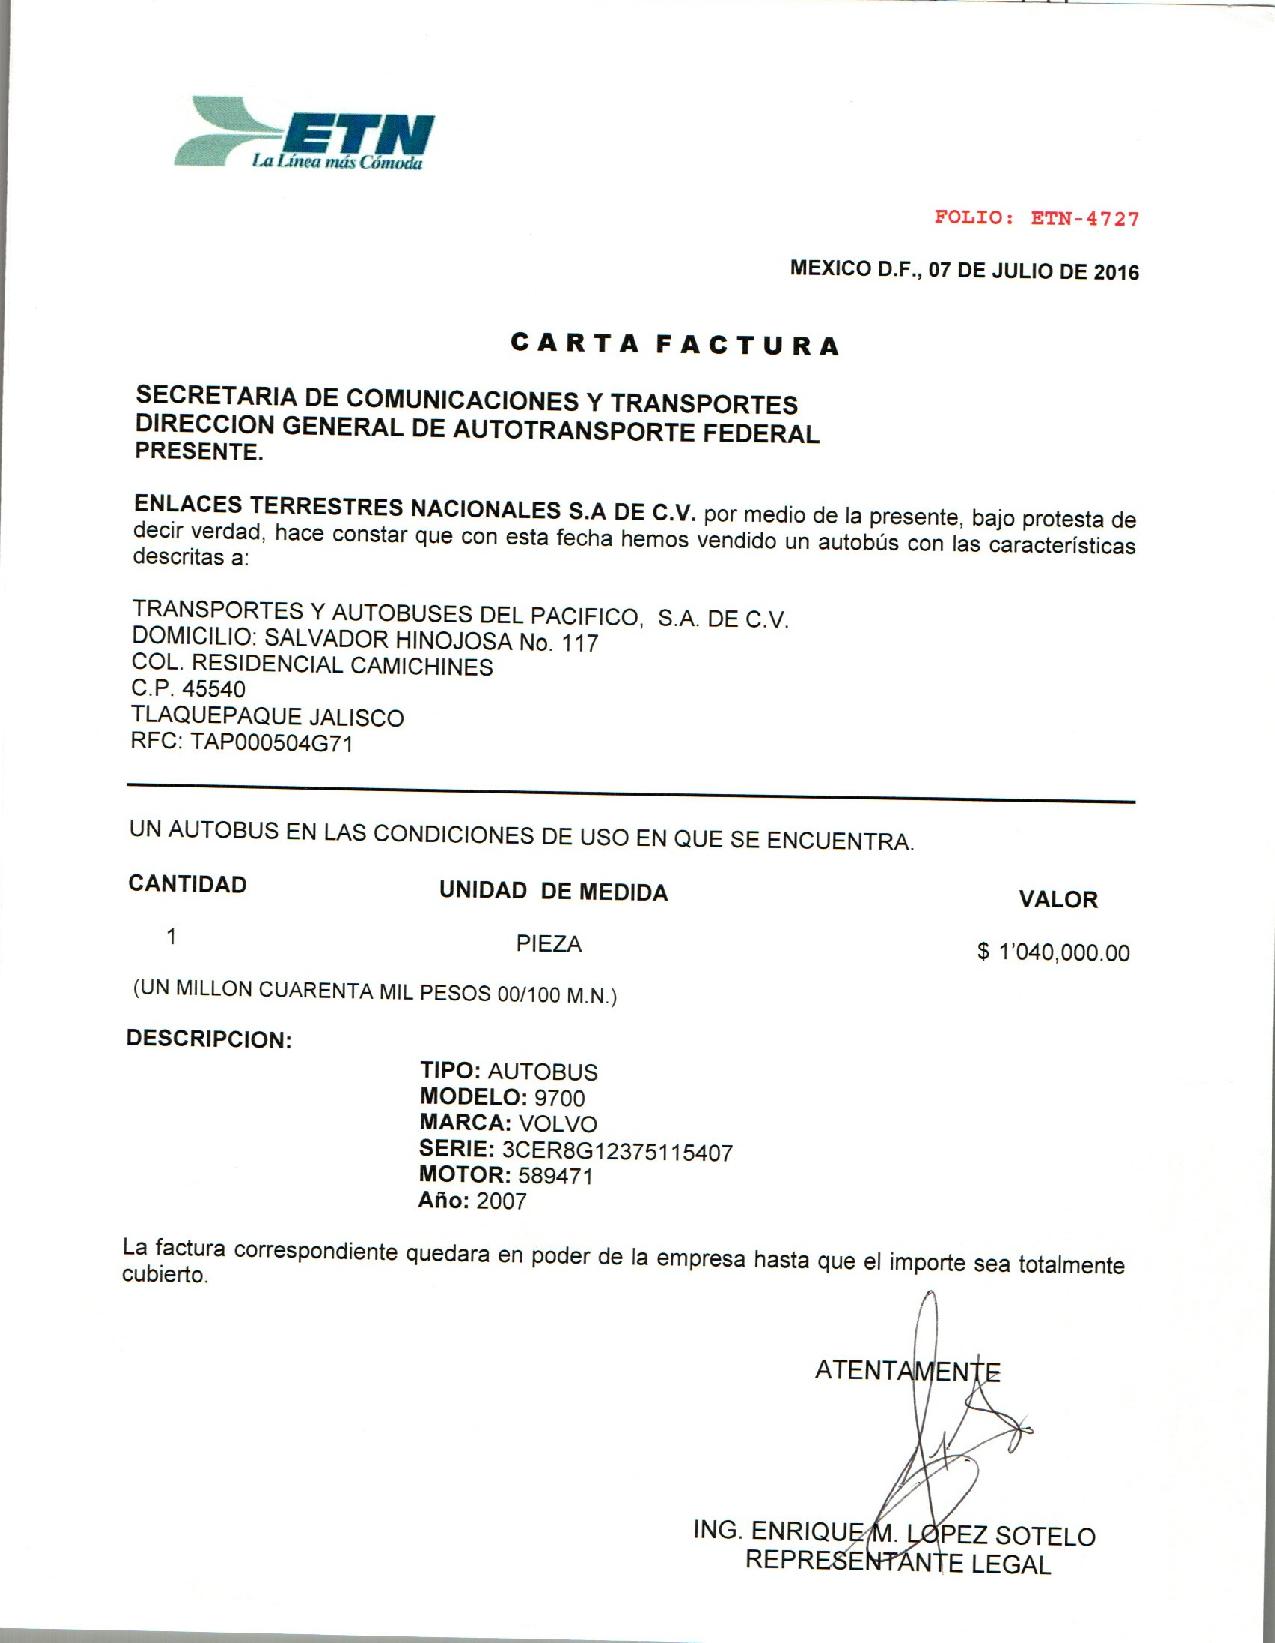 ETN
La Línea más Cómoda
FOLIO: ETN-4727
MEXICO D.F., 07 DE JULIO DE 2016
CARTA FACTURA
SECRETARIA DE COMUNICACIONES Y TRANSPORTES
DIRECCION GENERAL DE AUTOTRANSPORTE FEDERAL
PRESENTE.
ENLACES TERRESTRES NACIONALES S.A DE C.V. por medio de la presente, bajo protesta de
decir verdad, hace constar que con esta fecha hemos vendido un autobús con las características
descritas a:
TRANSPORTES Y AUTOBUSES DEL PACIFICO, S.A. DE C.V.
DOMICILIO: SALVADOR HINOJOSA No. 117
COL. RESIDENCIAL CAMICHINES
C.P. 45540
TLAQUEPAQUE JALISCO
RFC: TAP000504G71
UN AUTOBUS EN LAS CONDICIONES DE USO EN QUE SE ENCUENTRA.
CANTIDAD UNIDAD DE MEDIDA VALOR
1 PIEZA $ 1'040,000.00
(UN MILLON CUARENTA MIL PESOS 00/100 M.N.)
DESCRIPCION:
TIPO: AUTOBUS
MODELO: 9700
MARCA: VOLVO
SERIE: 3CER8G12375115407
MOTOR: 589471
Año: 2007
La factura correspondiente quedara en poder de la empresa hasta que el importe sea totalmente
cubierto.
ATENTAMENTE
ING. ENRIQUE M. LOPEZ SOTELO
REPRESENTANTE LEGAL